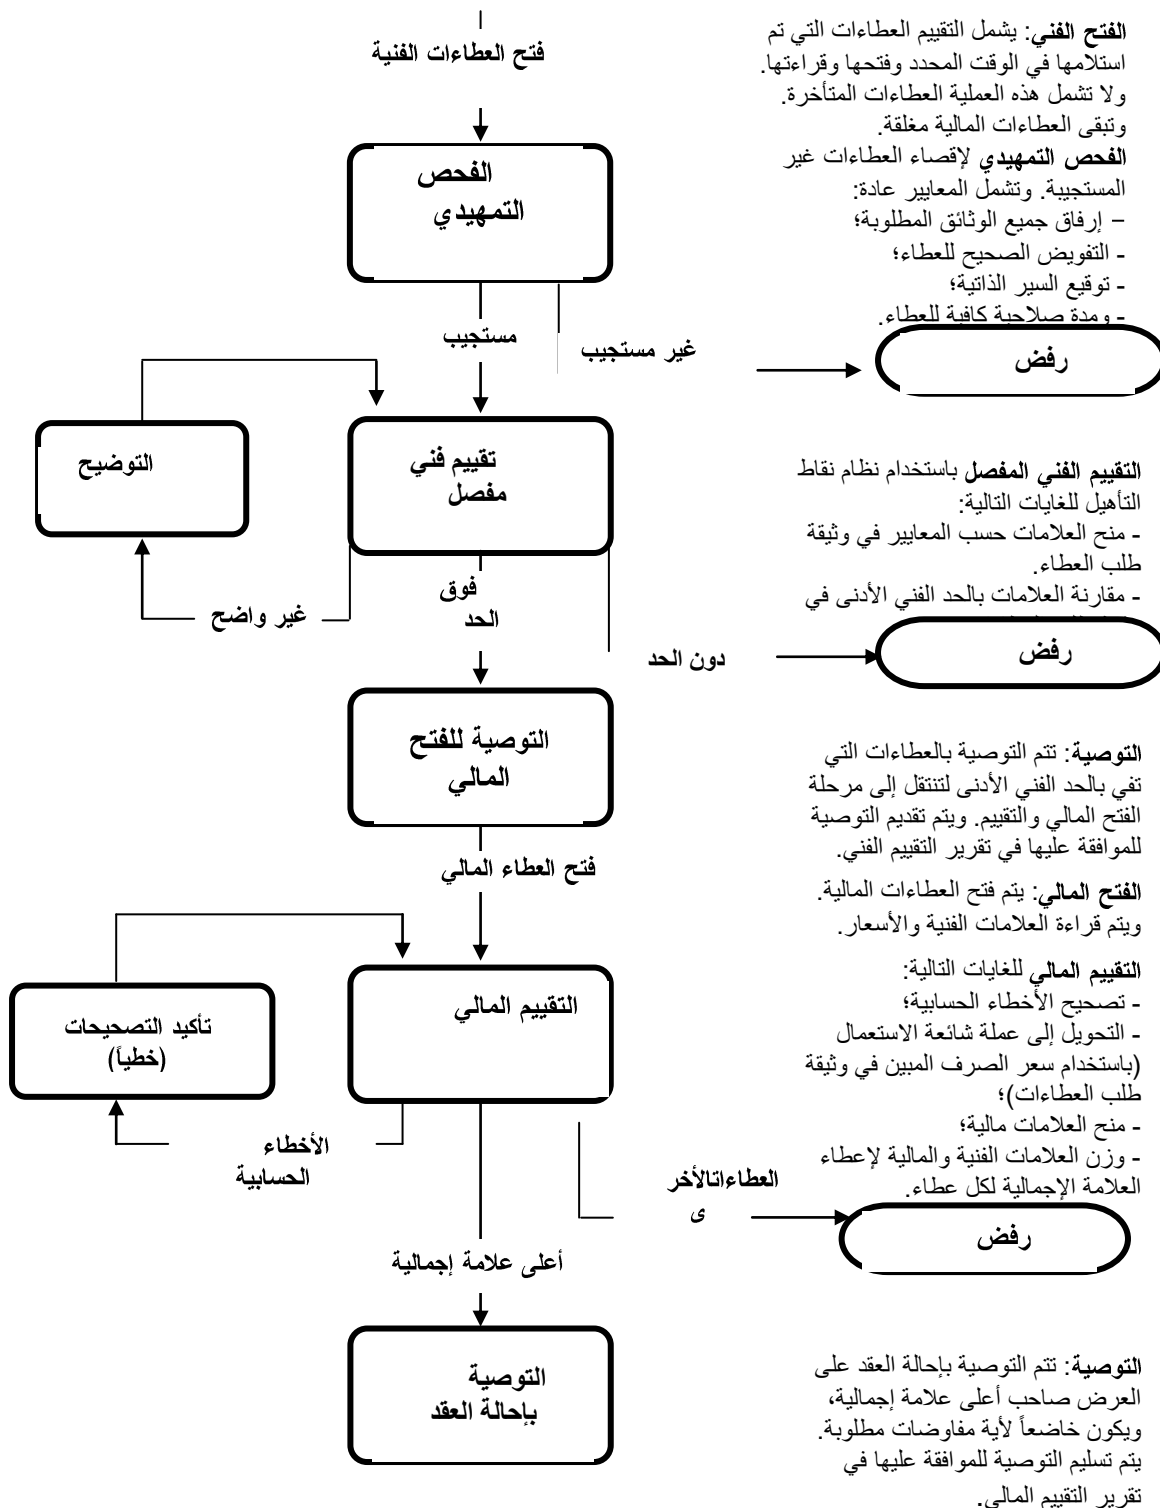 فتح العطاءات الفنية
الفتح الفني: يشمل التقييم العطاءات التي تم
استلامها في الوقت المحدد وفتحها وقراءتها.
ولا تشمل هذه العملية العطاءات المتأخرة.
وتبقى العطاءات المالية مغلقة.
الفحص التمهيدي لإقصاء العطاءات غير
المستجيبة. وتشمل المعايير عادة:
– إرفاق جميع الوثائق المطلوبة؛
- التفويض الصحيح للعطاء؛
- توقيع السير الذاتية؛
- ومدة صلاحية كافية للعطاء.
الفحص
التمهيدي
مستجيب
غير مستجيب
رفض
التوضيح
تقييم فني
مفصل
التقييم الفني المفصل باستخدام نظام نقاط
التأهيل للغايات التالية:
- منح العلامات حسب المعايير في وثيقة
طلب العطاء.
- مقارنة العلامات بالحد الفني الأدنى في
غير واضح
فوق
الحد
دون الحد
رفض
التوصية للفتح
المالي
التوصية: تتم التوصية بالعطاءات التي
تفي بالحد الفني الأدنى لتنتقل إلى مرحلة
الفتح المالي والتقييم. ويتم تقديم التوصية
للموافقة عليها في تقرير التقييم الفني.
فتح العطاء المالي
الفتح المالي: يتم فتح العطاءات المالية.
ويتم قراءة العلامات الفنية والأسعار.
التقييم المالي
تأكيد التصحيحات
(خطياً)
التقييم المالي للغايات التالية:
- تصحيح الأخطاء الحسابية؛
- التحويل إلى عملة شائعة الاستعمال
(باستخدام سعر الصرف المبين في وثيقة
طلب العطاءات)؛
- منح العلامات مالية؛
- وزن العلامات الفنية والمالية لإعطاء
العلامة الإجمالية لكل عطاء.
الأخطاء
الحسابية
العطاءاتالأخر
ى
رفض
أعلى علامة إجمالية
التوصية
بإحالة العقد
التوصية: تتم التوصية بإحالة العقد على
العرض صاحب أعلى علامة إجمالية،
ويكون خاضعاً لأية مفاوضات مطلوبة.
يتم تسليم التوصية للموافقة عليها في
تقرير التقييم المالي.